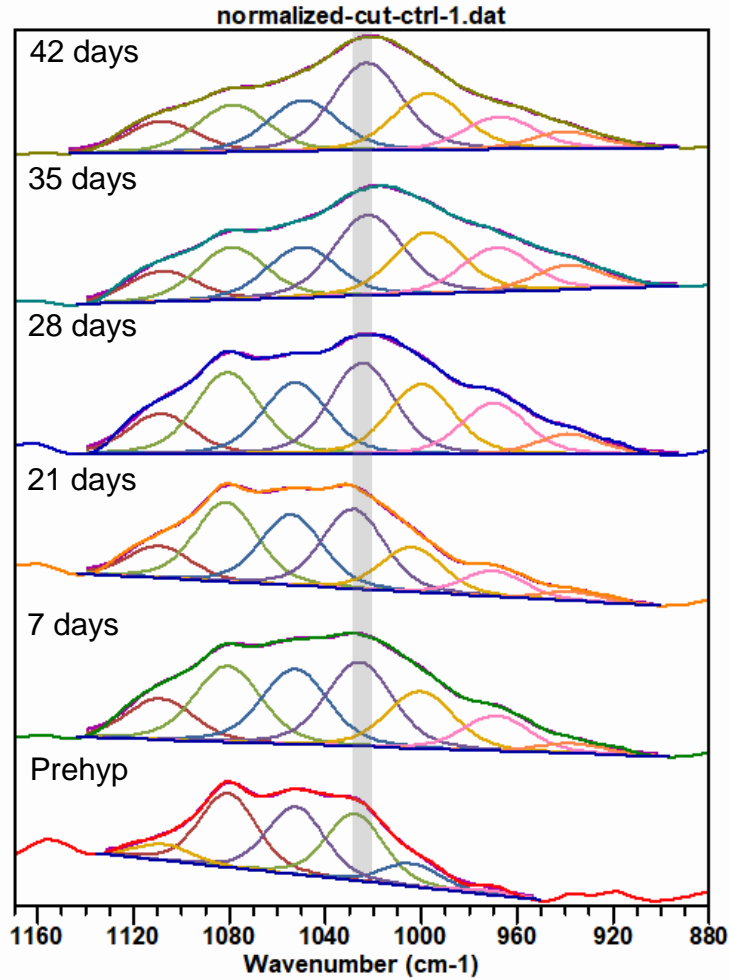 normalized-cut-ctrl-1.dat
42 days
35 days
28 days
21 days
7 days
Prehyp
1160 1120 1080 1040 1000 960 920 880
Wavenumber (cm-1)